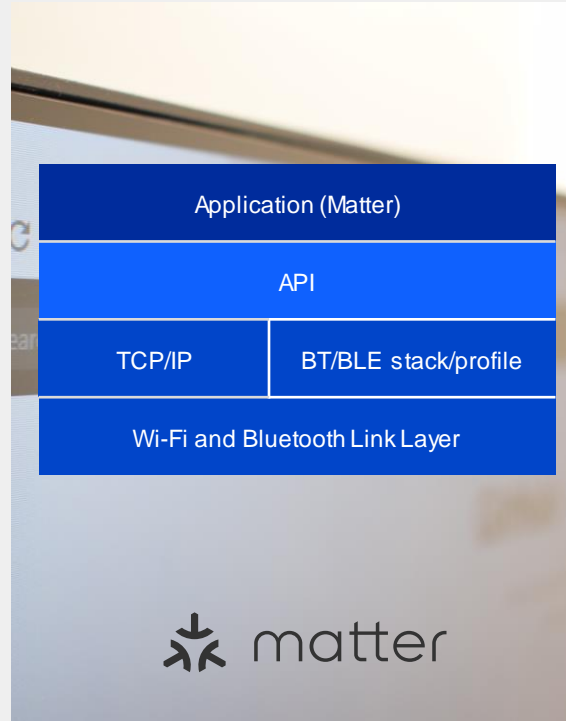 Application (Matter)
API
TCP/IP
BT/BLE stack/profile
Wi-Fi and Bluetooth Link Layer
matter